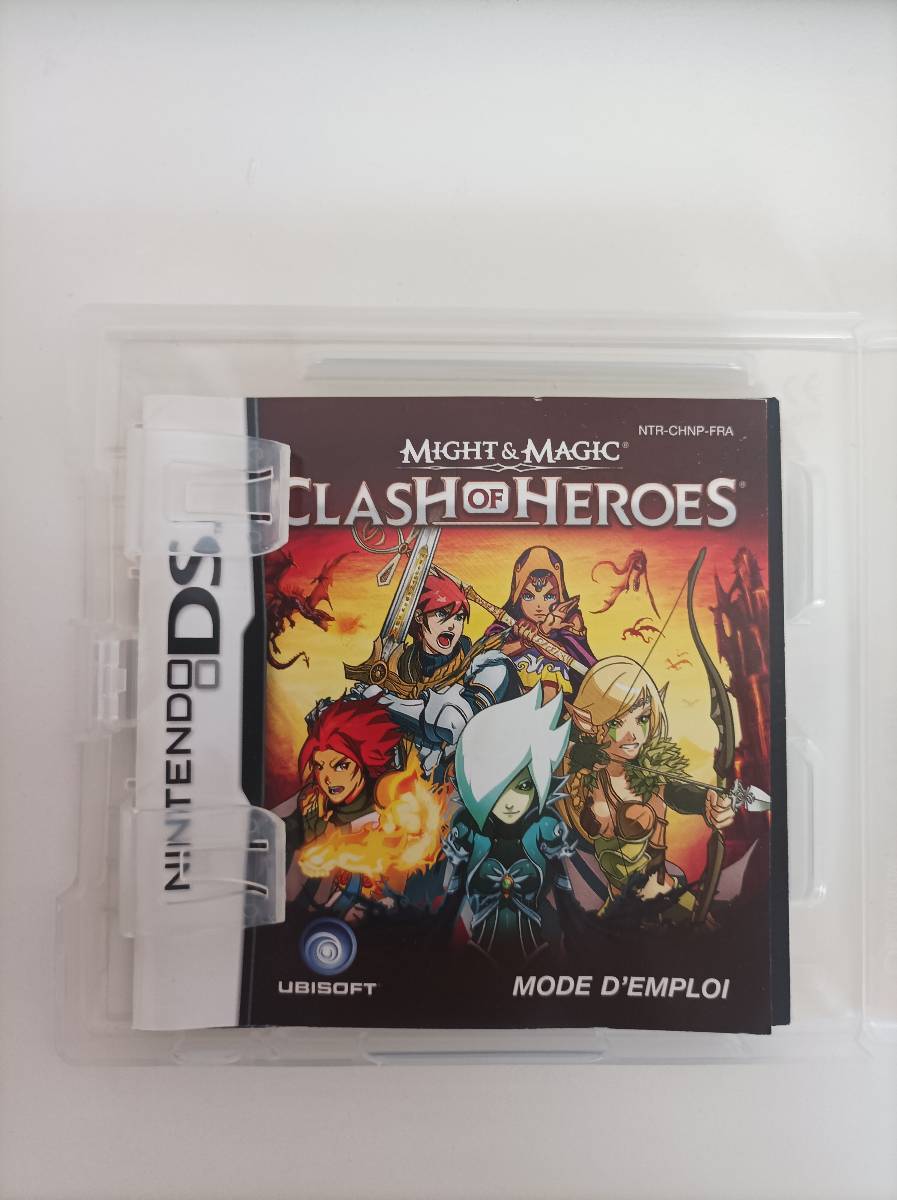 NTR-CHNP-FRA
MIGHT & MAGIC®
CLASH OF HEROES®
NINTENDO DS
UBISOFT
MODE D'EMPLOI